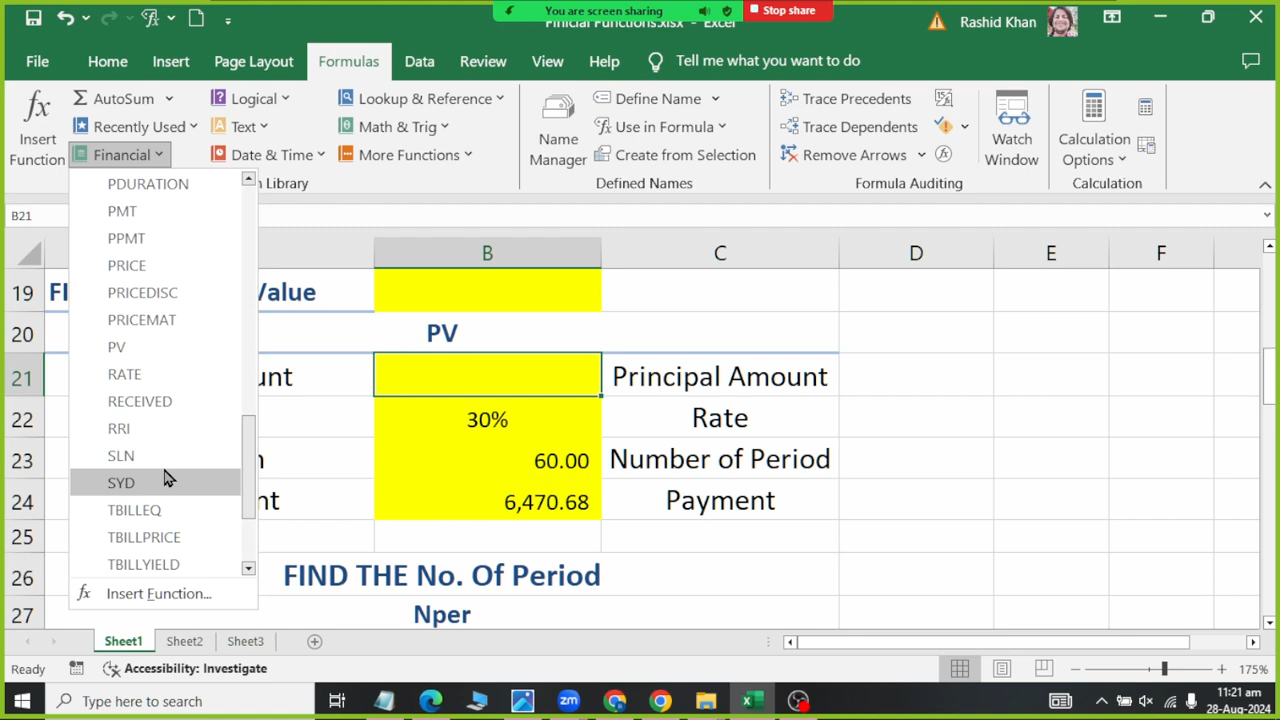 You are screen sharing
Stop share
Finicial Functions.xlsx - Excel
Rashid Khan
File Home Insert Page Layout Formulas Data Review View Help Tell me what you want to do
fx
Insert
Function
AutoSum
Recently Used
Financial
Logical
Text
Date & Time
Lookup & Reference
Math & Trig
More Functions
n Library
Name
Manager
Define Name
Use in Formula
Create from Selection
Defined Names
Trace Precedents
Trace Dependents
Remove Arrows
Formula Auditing
Watch
Window
Calculation
Options
Calculation
B21
PDURATION
PMT
PPMT
PRICE
PRICEDISC
PRICEMAT
PV
RATE
RECEIVED
RRI
SLN
SYD
TBILLEQ
TBILLPRICE
TBILLYIELD
fx Insert Function...
B C D E F
19 FI Value
20 PV
21 unt Principal Amount
22 30% Rate
23 n 60.00 Number of Period
24 nt 6,470.68 Payment
25
26 FIND THE No. Of Period
27 Nper
Sheet1 Sheet2 Sheet3
Ready Accessibility: Investigate 175%
Type here to search
zm
11:21 am
28-Aug-2024